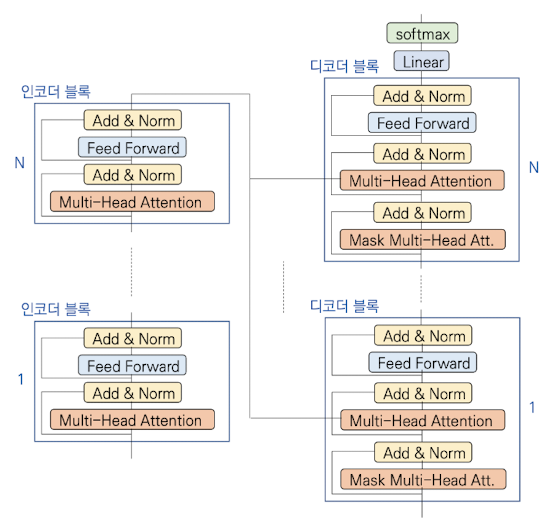 softmax
Linear
인코더 블록
디코더 블록
Add & Norm
Feed Forward
Add & Norm
Multi-Head Attention
N
Add & Norm
Feed Forward
Add & Norm
Multi-Head Attention
Add & Norm
Mask Multi-Head Att.
N
인코더 블록
디코더 블록
Add & Norm
Feed Forward
Add & Norm
Multi-Head Attention
1
Add & Norm
Feed Forward
Add & Norm
Multi-Head Attention
Add & Norm
Mask Multi-Head Att.
1